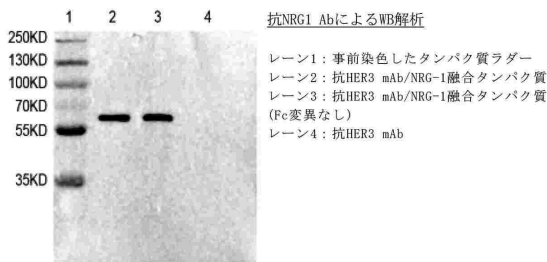 1 2 3 4
250KD
130KD
100KD
70KD
55KD
35KD
抗NRG1 AbによるWB解析
レーン1：事前染色したタンパク質ラダー
レーン2：抗HER3 mAb/NRG-1融合タンパク質
レーン3：抗HER3 mAb/NRG-1融合タンパク質
(Fc変異なし)
レーン4：抗HER3 mAb